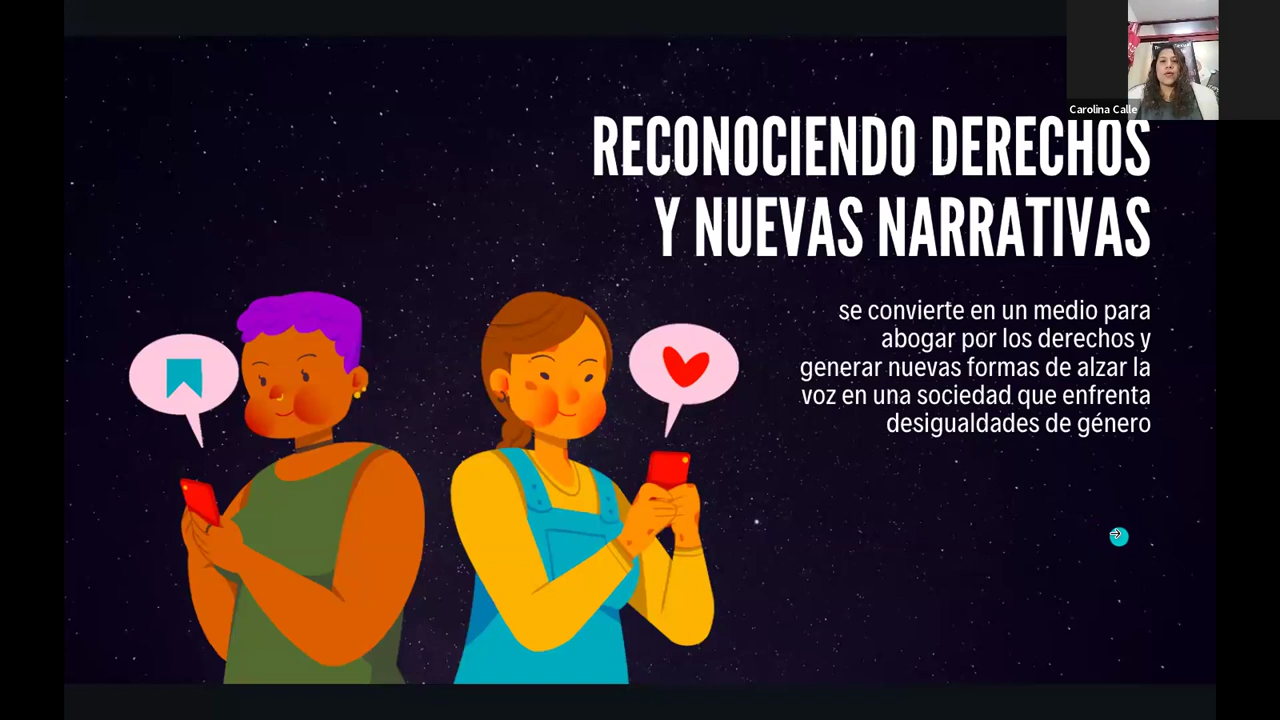 Carolina Calle
RECONOCIENDO DERECHOS
Y NUEVAS NARRATIVAS
se convierte en un medio para
abogar por los derechos y
generar nuevas formas de alzar la
voz en una sociedad que enfrenta
desigualdades de género